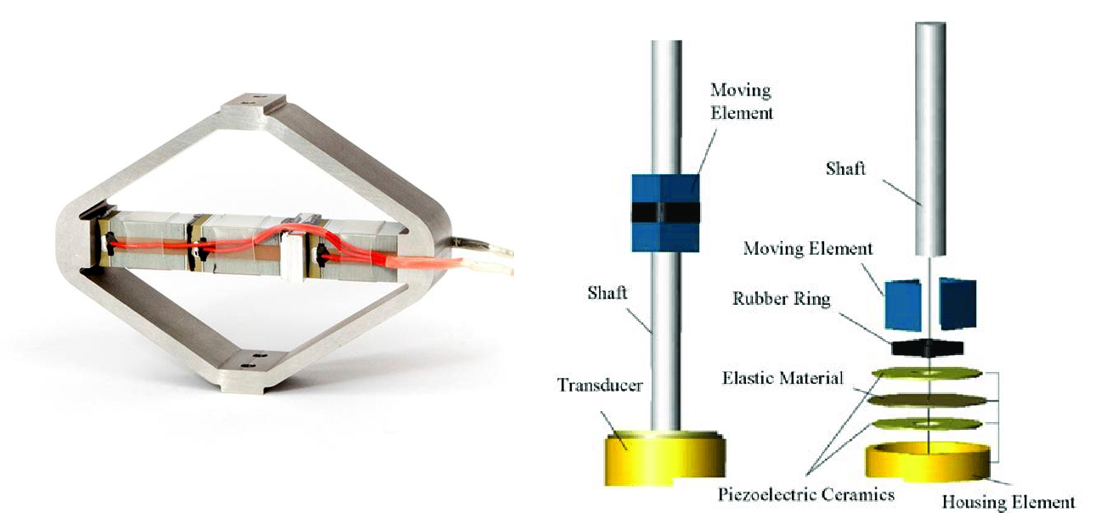 Moving
Element
Shaft
Transducer
Shaft
Moving Element
Rubber Ring
Elastic Material
Piezoelectric Ceramics
Housing Element